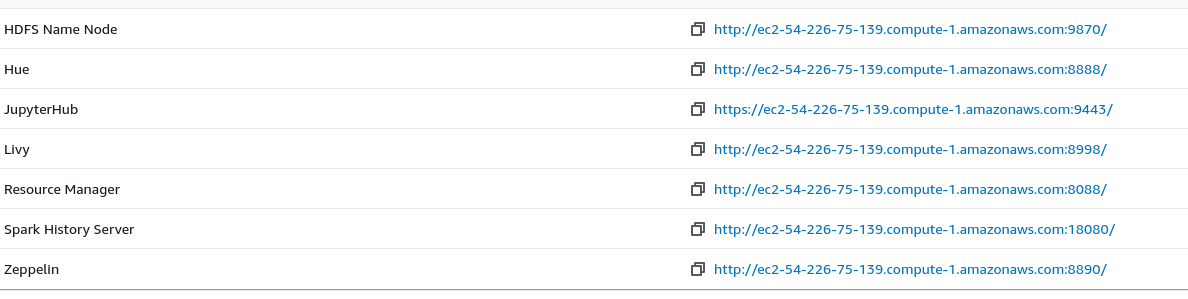 HDFS Name Node http://ec2-54-226-75-139.compute-1.amazonaws.com:9870/
Hue http://ec2-54-226-75-139.compute-1.amazonaws.com:8888/
JupyterHub https://ec2-54-226-75-139.compute-1.amazonaws.com:9443/
Livy http://ec2-54-226-75-139.compute-1.amazonaws.com:8998/
Resource Manager http://ec2-54-226-75-139.compute-1.amazonaws.com:8088/
Spark History Server http://ec2-54-226-75-139.compute-1.amazonaws.com:18080/
Zeppelin http://ec2-54-226-75-139.compute-1.amazonaws.com:8890/